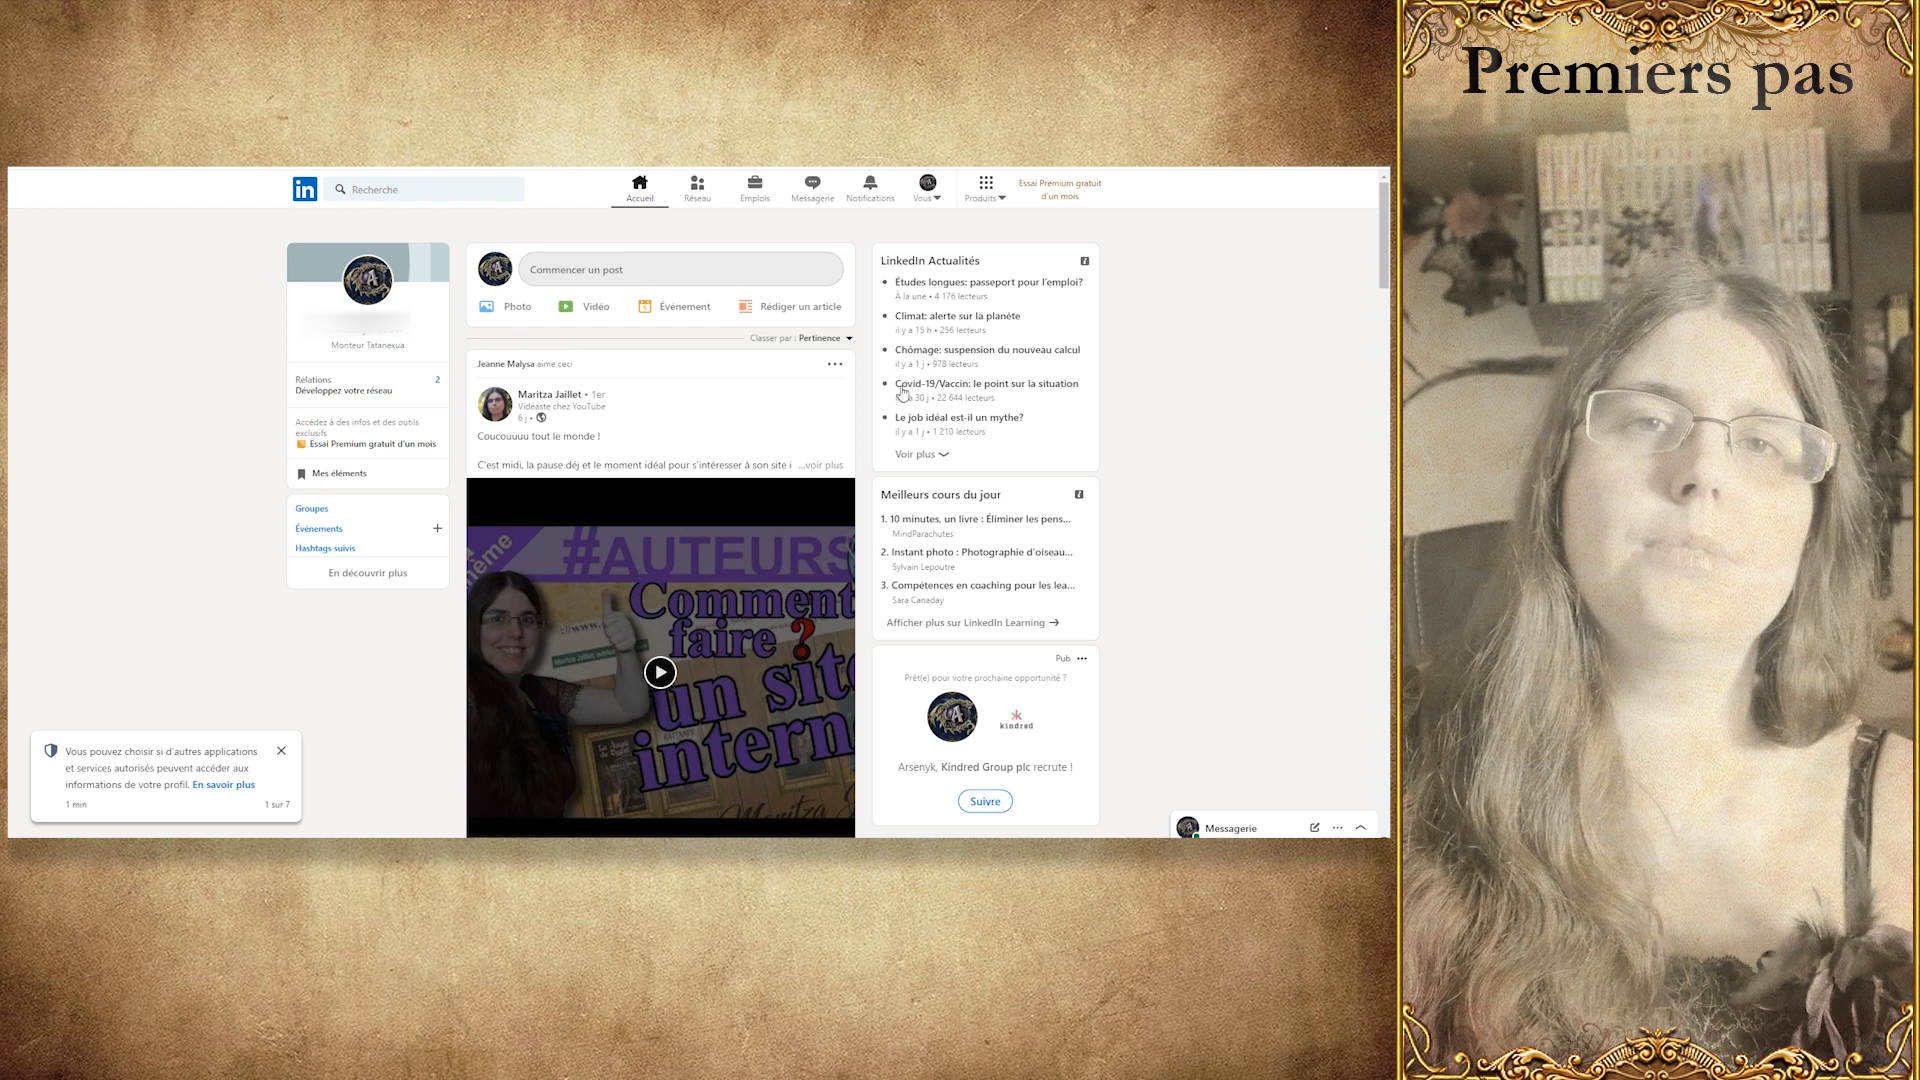 Premiers pas
in
Recherche
Accueil
Réseau
Emplois
Messagerie
Notifications
Vous
Produits
Essai Premium gratuit
d'un mois
Monteur Tatanexua
Relations 2
Développez votre réseau
Accédez à des infos et des outils
exclusifs
Essai Premium gratuit d'un mois
Mes éléments
Groupes
Événements
Hashtags suivis
En découvrir plus
Commencer un post
Photo
Vidéo
Événement
Rédiger un article
Classer par : Pertinence
Jeanne Malysa aime ceci
Maritza Jaillet • 1er
Vidéaste chez YouTube
6 j •
Coucouuuu tout le monde !
C'est midi, la pause déj et le moment idéal pour s'intéresser à son site i ...voir plus
#AUTEURS
Comment
faire ?
un site
intern
LinkedIn Actualités
Études longues: passeport pour l'emploi?
À la une • 4 176 lecteurs
Climat: alerte sur la planète
il y a 15 h • 256 lecteurs
Chômage: suspension du nouveau calcul
il y a 1 j • 978 lecteurs
Covid-19/Vaccin: le point sur la situation
a 30 j • 22 644 lecteurs
Le job idéal est-il un mythe?
il y a 1 j • 1 210 lecteurs
Voir plus
Meilleurs cours du jour
1. 10 minutes, un livre : Éliminer les pens...
MindParachutes
2. Instant photo : Photographie d'oiseau...
Sylvain Lepoutre
3. Compétences en coaching pour les lea...
Sara Canaday
Afficher plus sur LinkedIn Learning →
Pub
Prêt(e) pour votre prochaine opportunité ?
kindred
Arsenyk, Kindred Group plc recrute !
Suivre
Vous pouvez choisir si d'autres applications
et services autorisés peuvent accéder aux
informations de votre profil. En savoir plus
1 min 1 sur 7
Messagerie